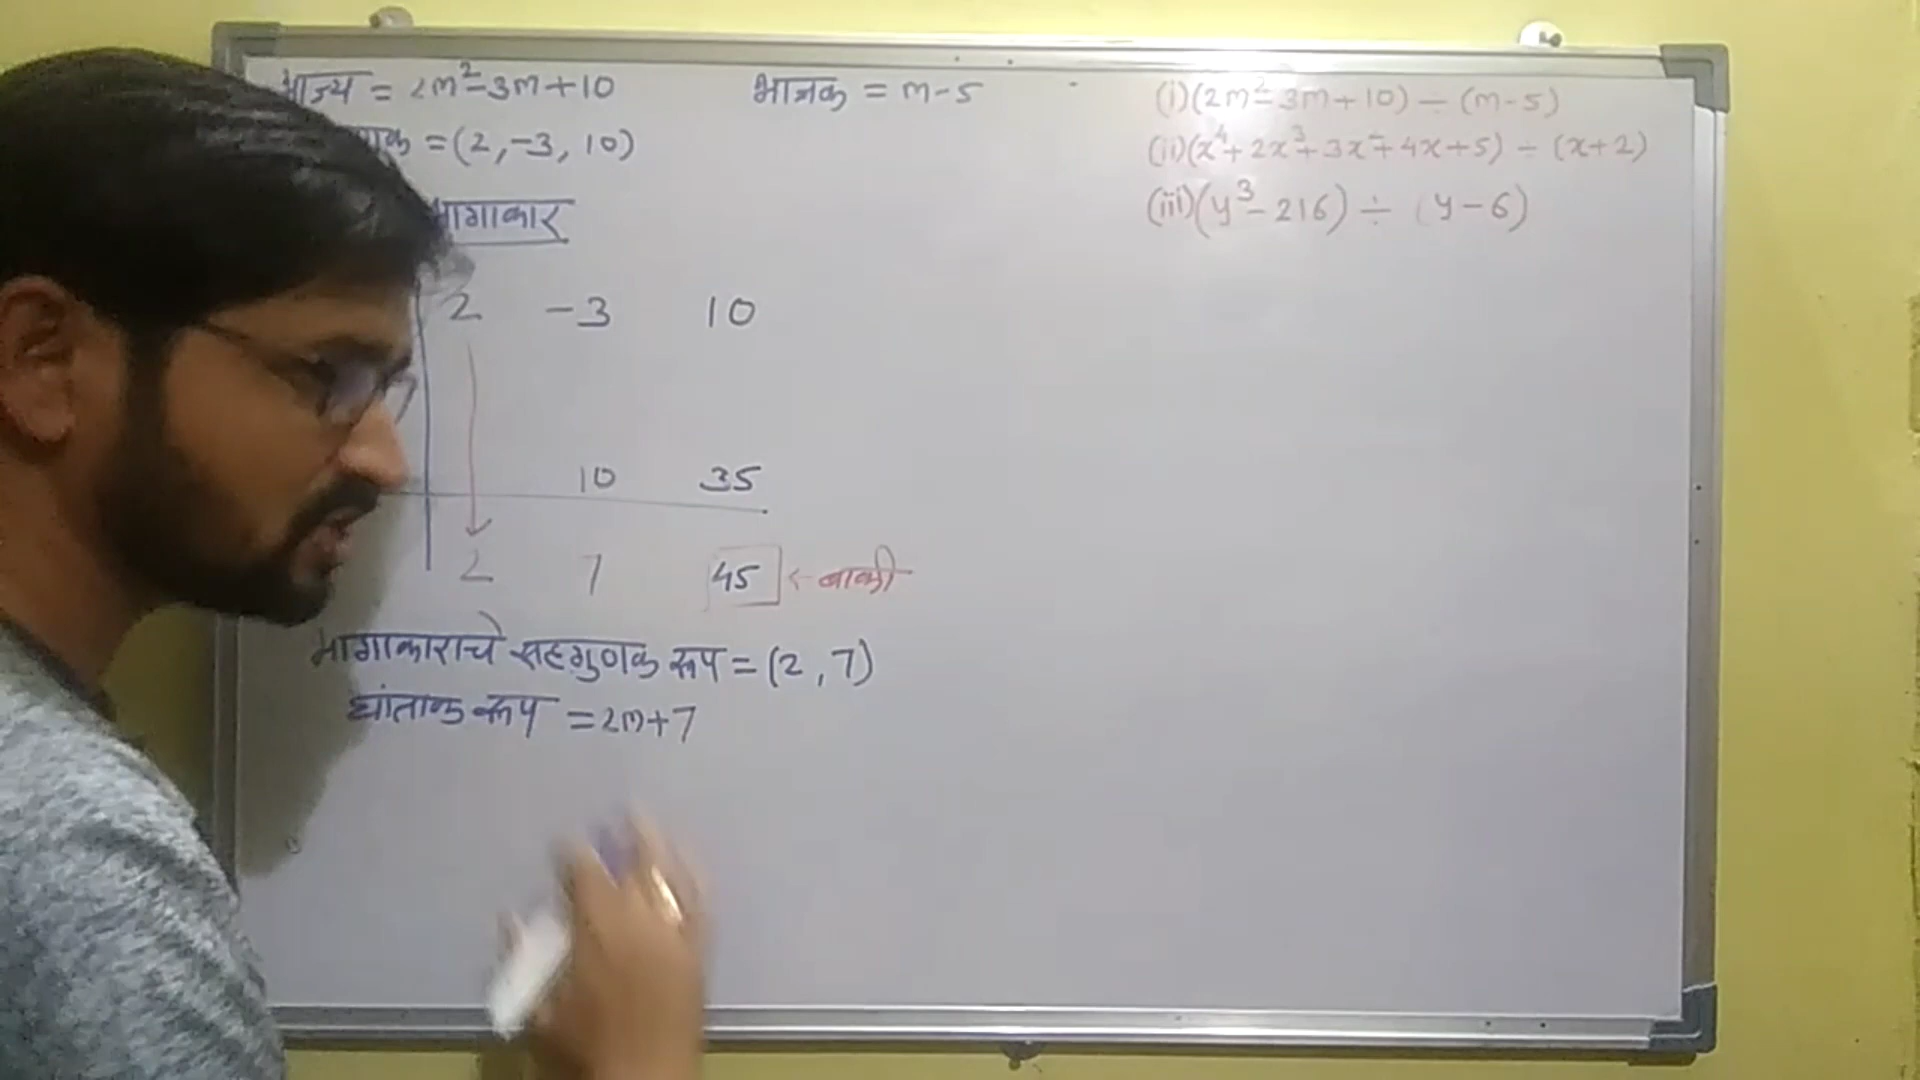 भाज्य = 2m²-3m+10
भाजक = m-5
= (2, -3, 10)
भागाकार
2 -3 10
10 35
2 7 45 ← बाकी
भागाकाराचे सहगुणक रूप = (2, 7)
घातांक रूप = 2m+7
(i) (2m²-3m+10) ÷ (m-5)
(ii) (x⁴+2x³+3x²+4x+5) ÷ (x+2)
(iii) (y³-216) ÷ (y-6)